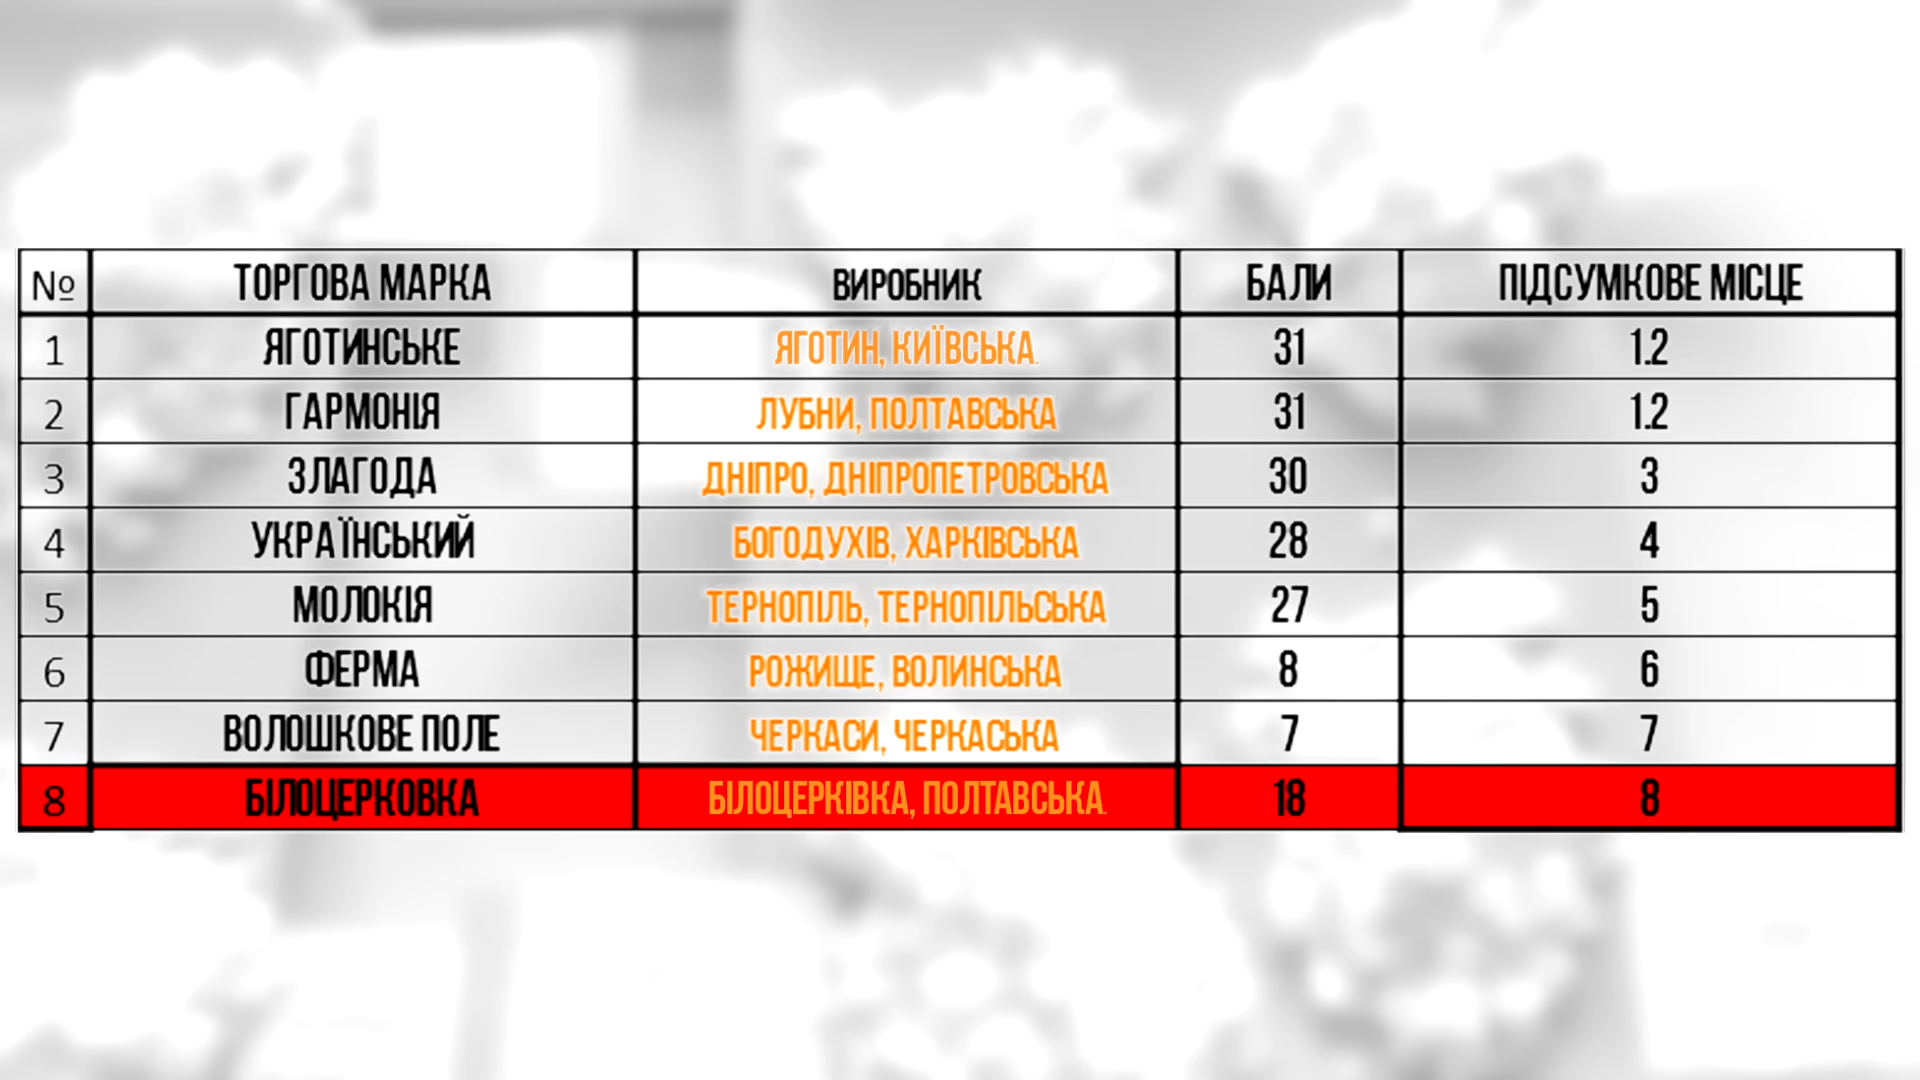 № ТОРГОВА МАРКА ВИРОБНИК БАЛИ ПІДСУМКОВЕ МІСЦЕ
1 ЯГОТИНСЬКЕ ЯГОТИН, КИЇВСЬКА. 31 1.2
2 ГАРМОНІЯ ЛУБНИ, ПОЛТАВСЬКА 31 1.2
3 ЗЛАГОДА ДНІПРО, ДНІПРОПЕТРОВСЬКА 30 3
4 УКРАЇНСЬКИЙ БОГОДУХІВ, ХАРКІВСЬКА 28 4
5 МОЛОКІЯ ТЕРНОПІЛЬ, ТЕРНОПІЛЬСЬКА 27 5
6 ФЕРМА РОЖИЩЕ, ВОЛИНСЬКА 8 6
7 ВОЛОШКОВЕ ПОЛЕ ЧЕРКАСИ, ЧЕРКАСЬКА 7 7
8 БІЛОЦЕРКОВКА БІЛОЦЕРКІВКА, ПОЛТАВСЬКА. 18 8